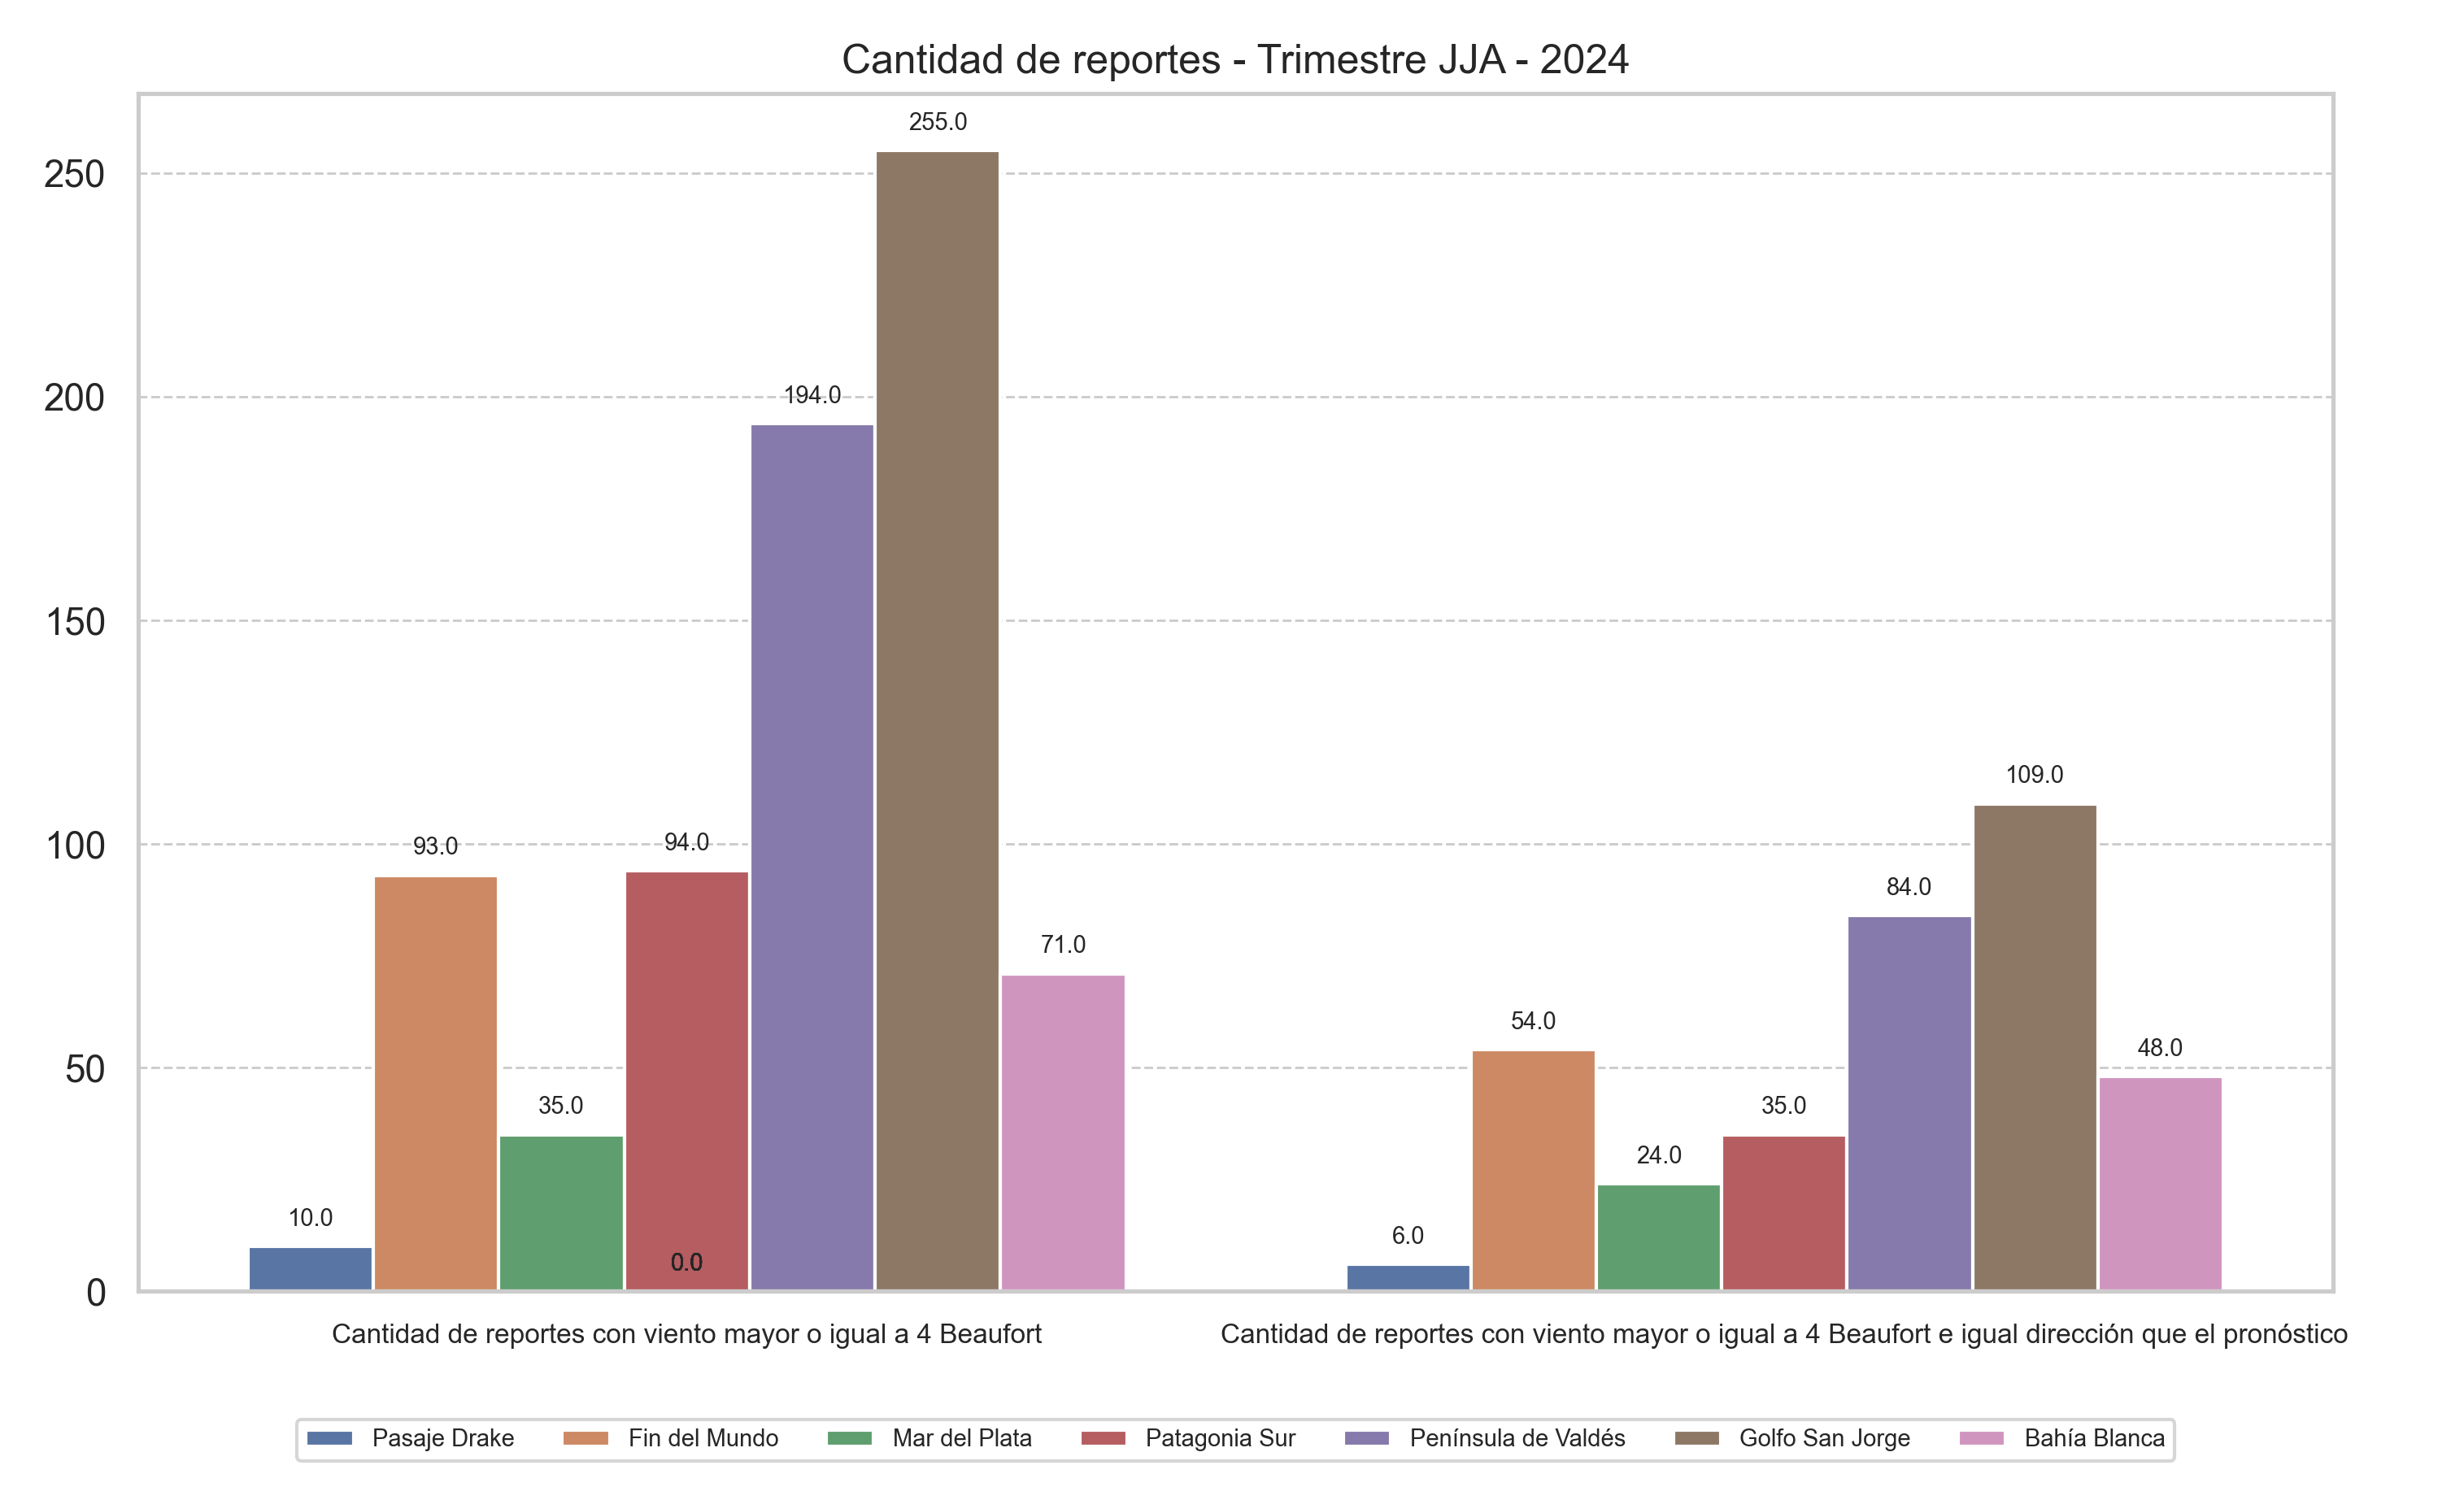 Cantidad de reportes - Trimestre JJA - 2024
250
200
150
100
50
0
10.0
93.0
35.0
94.0
0.0
194.0
255.0
71.0
6.0
54.0
24.0
35.0
84.0
109.0
48.0
Cantidad de reportes con viento mayor o igual a 4 Beaufort
Cantidad de reportes con viento mayor o igual a 4 Beaufort e igual dirección que el pronóstico
Pasaje Drake
Fin del Mundo
Mar del Plata
Patagonia Sur
Península de Valdés
Golfo San Jorge
Bahía Blanca